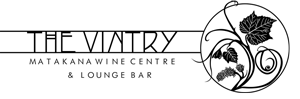 THE VINTRY
MATAKANA WINE CENTRE
& LOUNGE BAR